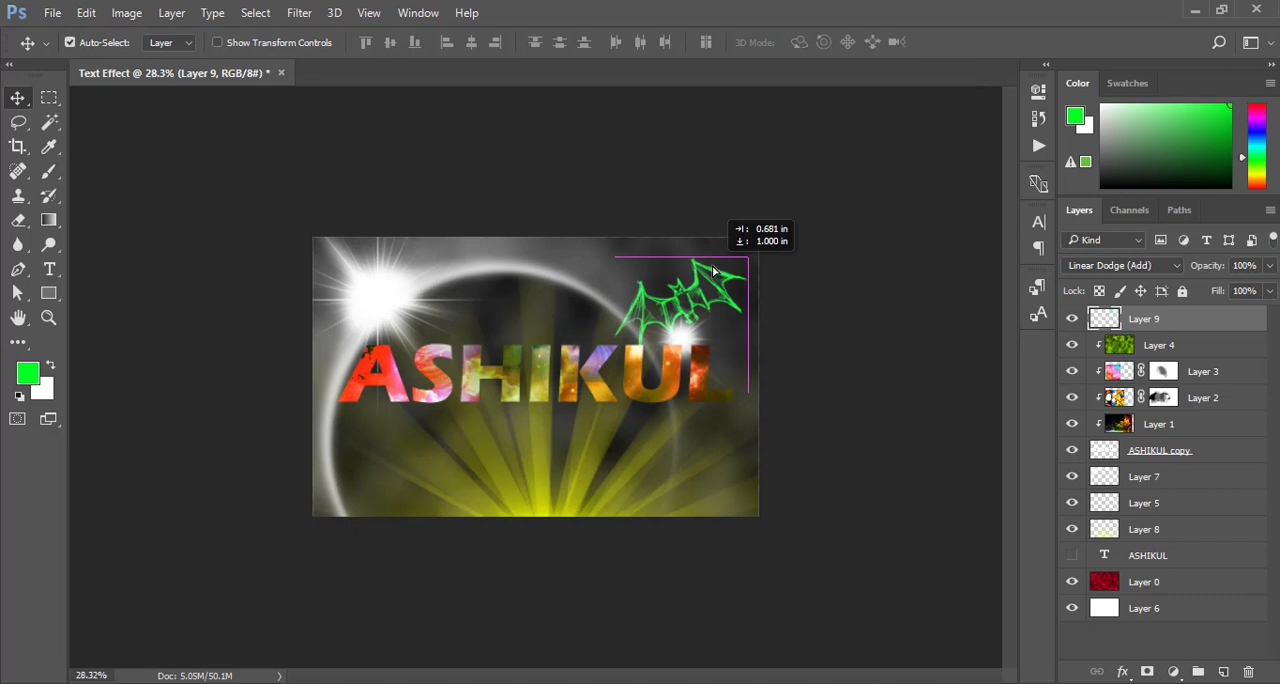 Ps File Edit Image Layer Type Select Filter 3D View Window Help
Auto-Select: Layer Show Transform Controls 3D Mode:
Text Effect @ 28.3% (Layer 9, RGB/8#) * ×
Color Swatches
0.681 in
1.000 in
ASHIKUL
Layers Channels Paths
Kind
Linear Dodge (Add) Opacity: 100%
Lock: Fill: 100%
Layer 9
Layer 4
Layer 3
Layer 2
Layer 1
ASHIKUL copy
Layer 7
Layer 5
Layer 8
T ASHIKUL
Layer 0
Layer 6
28.32% Doc: 5.05M/50.1M